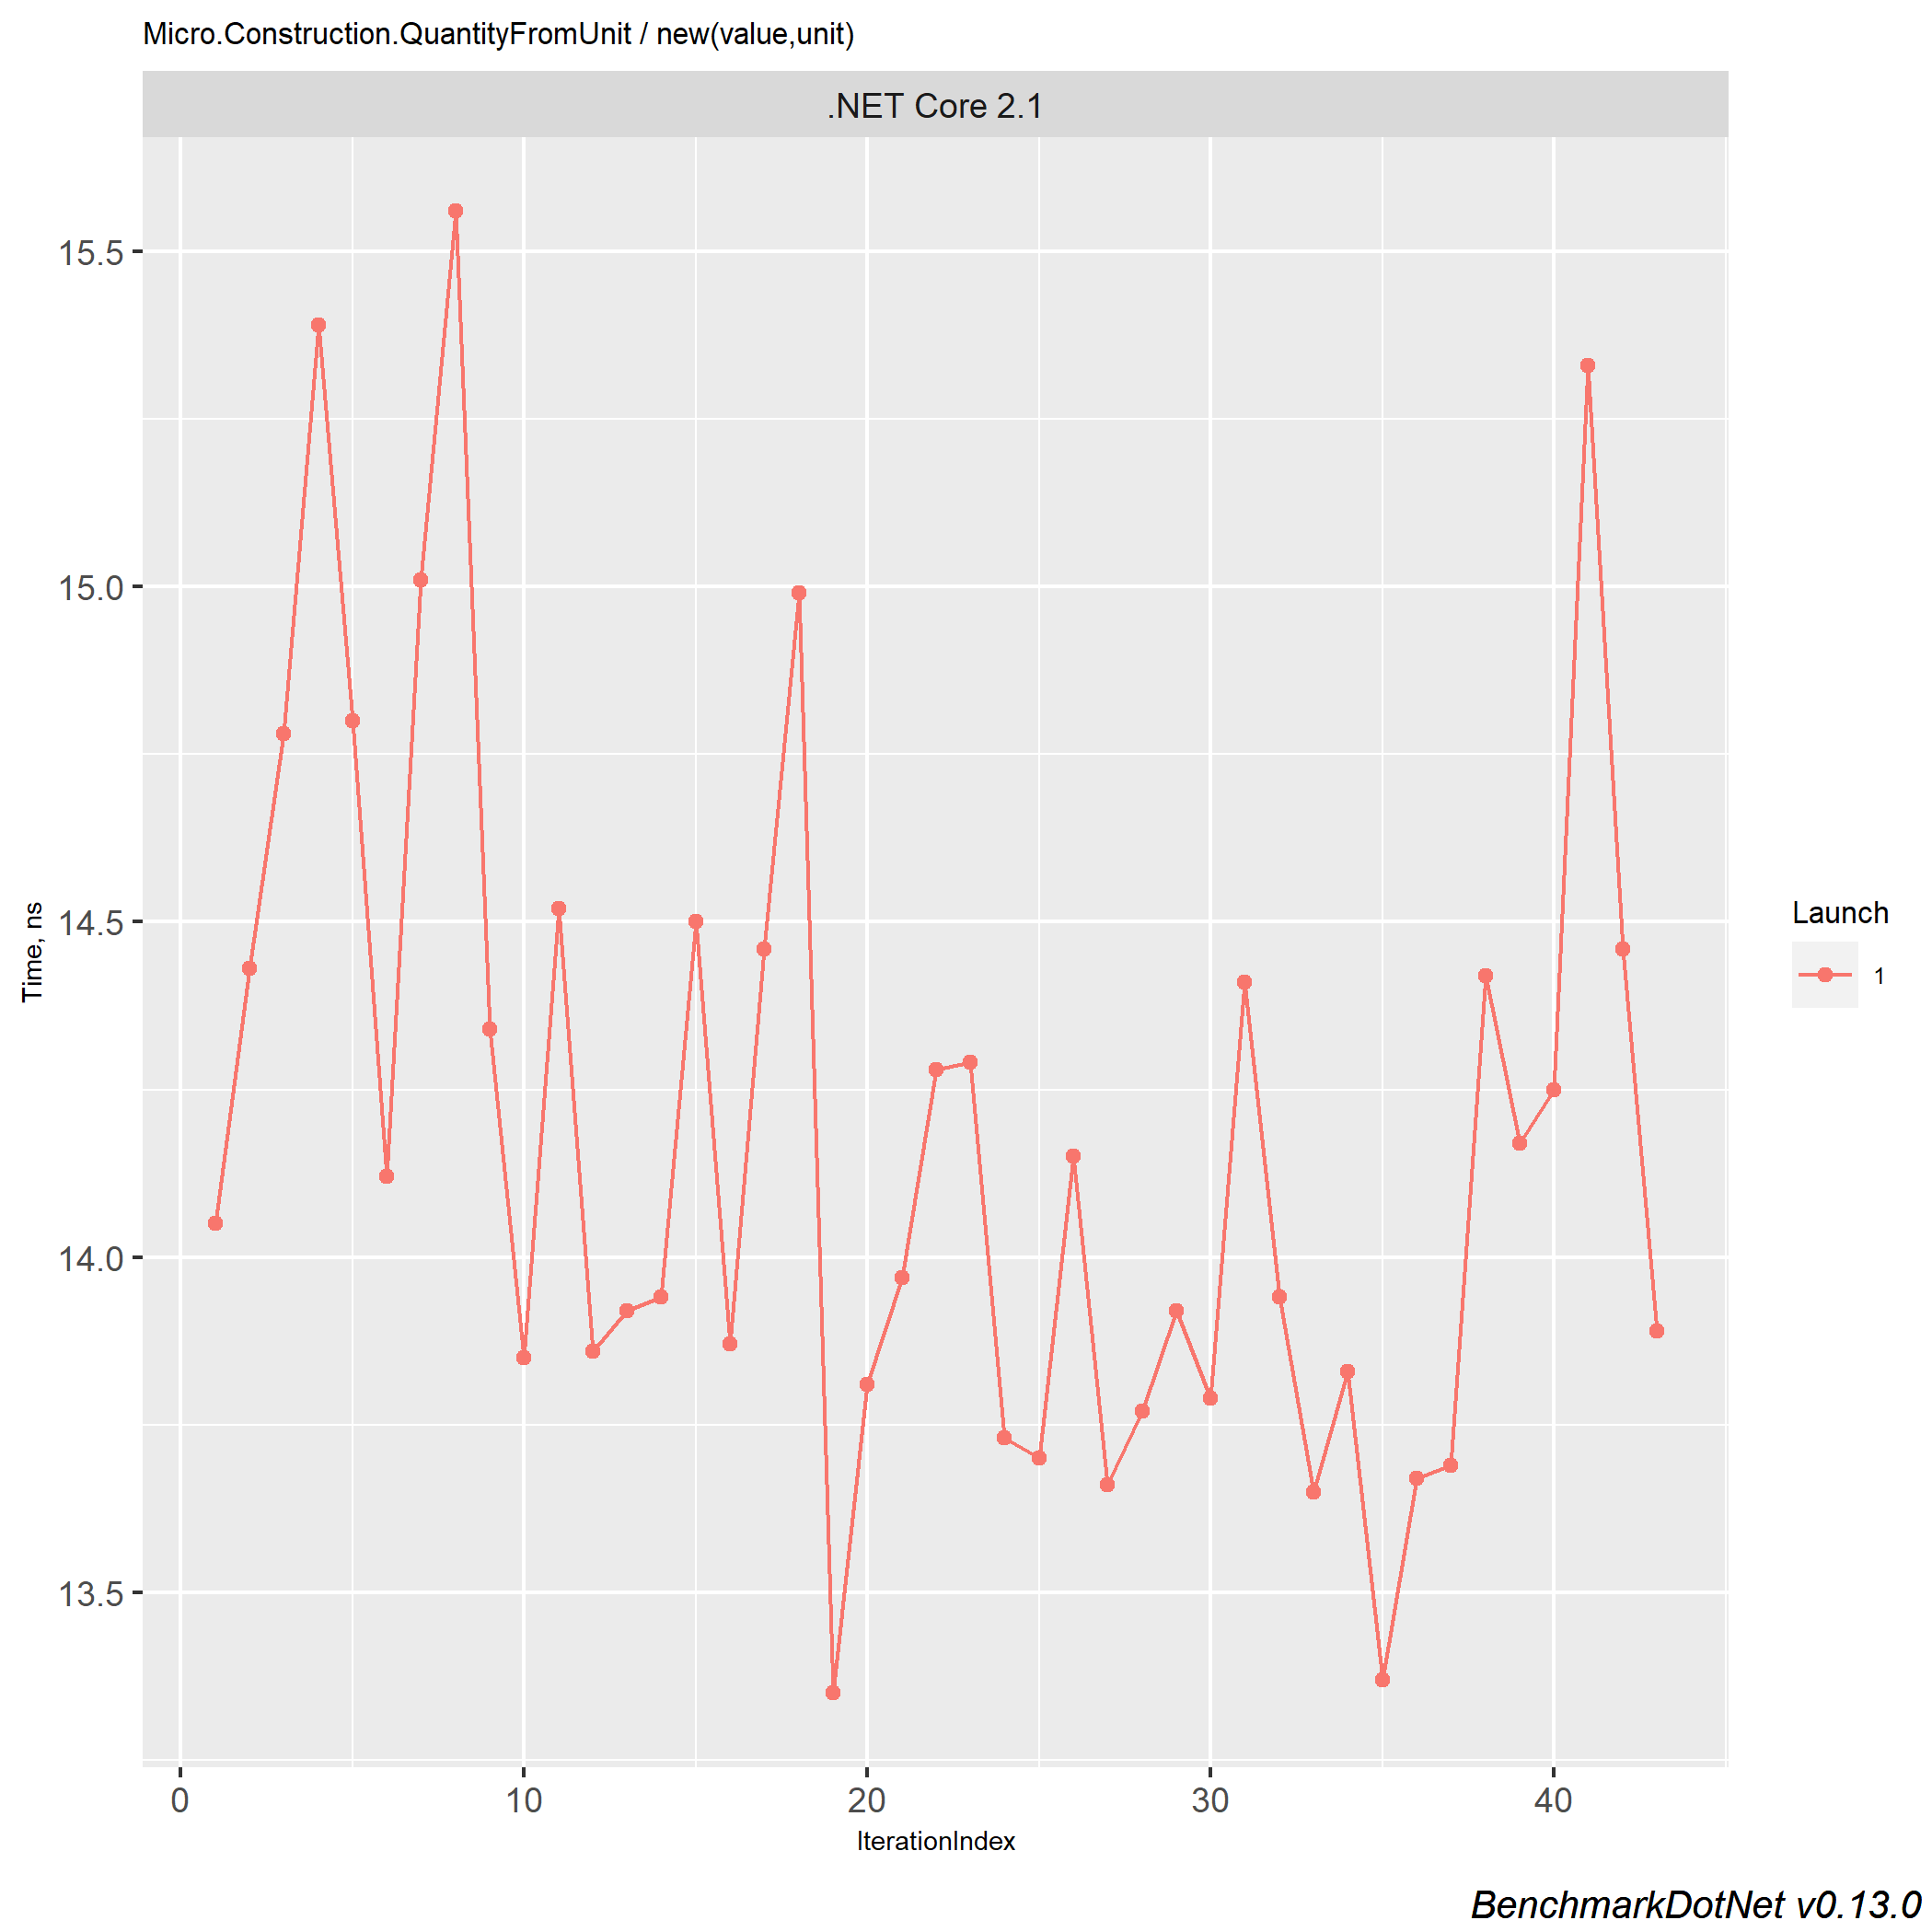 Micro.Construction.QuantityFromUnit / new(value,unit)
.NET Core 2.1
15.5
15.0
14.5
14.0
13.5
Time, ns
0 10 20 30 40
IterationIndex
Launch
1
BenchmarkDotNet v0.13.0